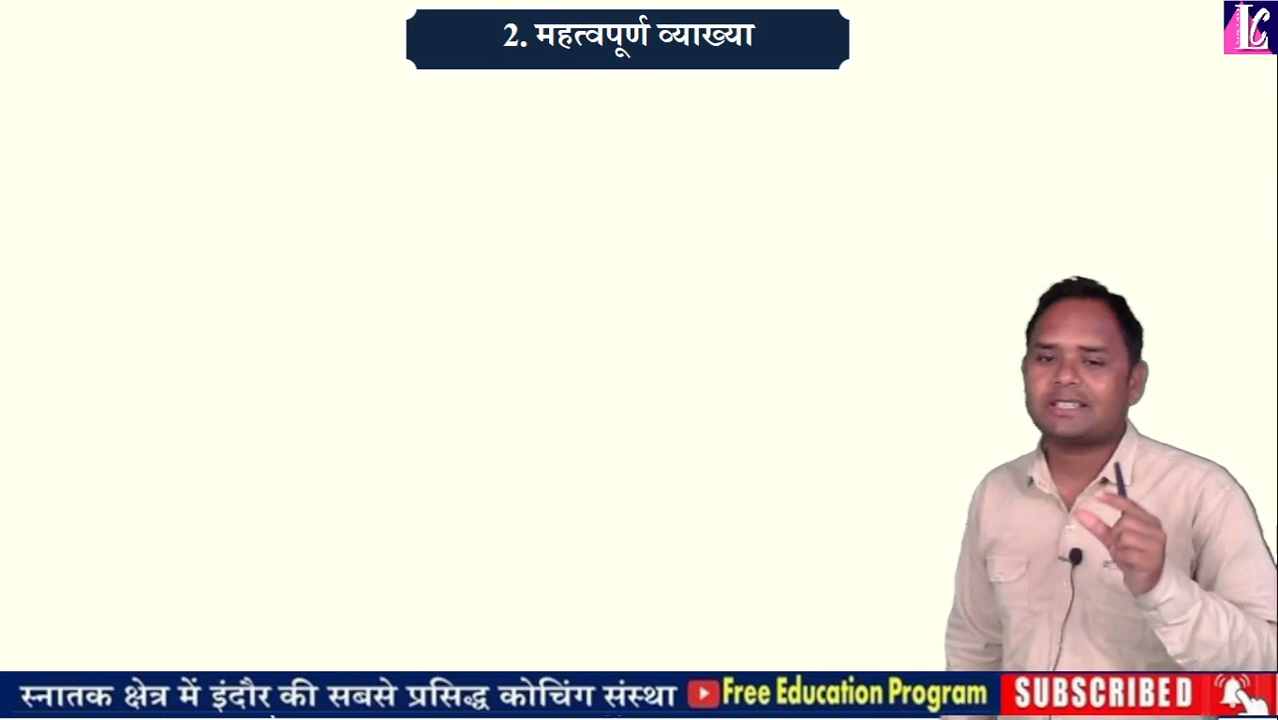 2. महत्वपूर्ण व्याख्या
LC
स्नातक क्षेत्र में इंदौर की सबसे प्रसिद्ध कोचिंग संस्था Free Education Program SUBSCRIBED